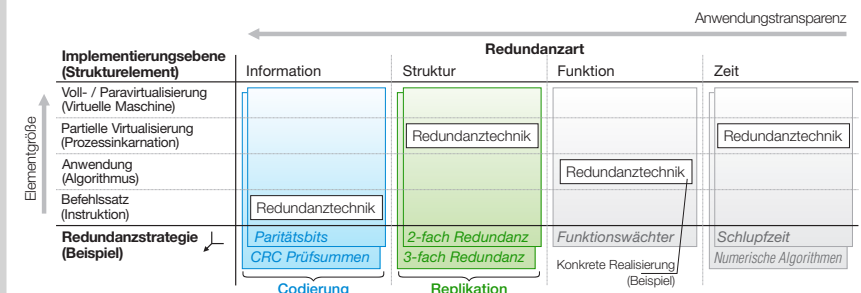 Anwendungstransparenz
Redundanzart
Implementierungsebene
(Strukturelement)
Information
Struktur
Funktion
Zeit
Elementgröße
Voll- / Paravirtualisierung
(Virtuelle Maschine)
Partielle Virtualisierung
(Prozessinkarnation)
Redundanztechnik
Redundanztechnik
Anwendung
(Algorithmus)
Redundanztechnik
Befehlssatz
(Instruktion)
Redundanztechnik
Redundanzstrategie
(Beispiel)
Paritätsbits
2-fach Redundanz
Funktionswächter
Schlupfzeit
CRC Prüfsummen
3-fach Redundanz
Konkrete Realisierung
(Beispiel)
Numerische Algorithmen
Codierung
Replikation